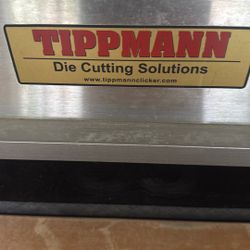 TIPPMANN
Die Cutting Solutions
www.tippmannclicker.com